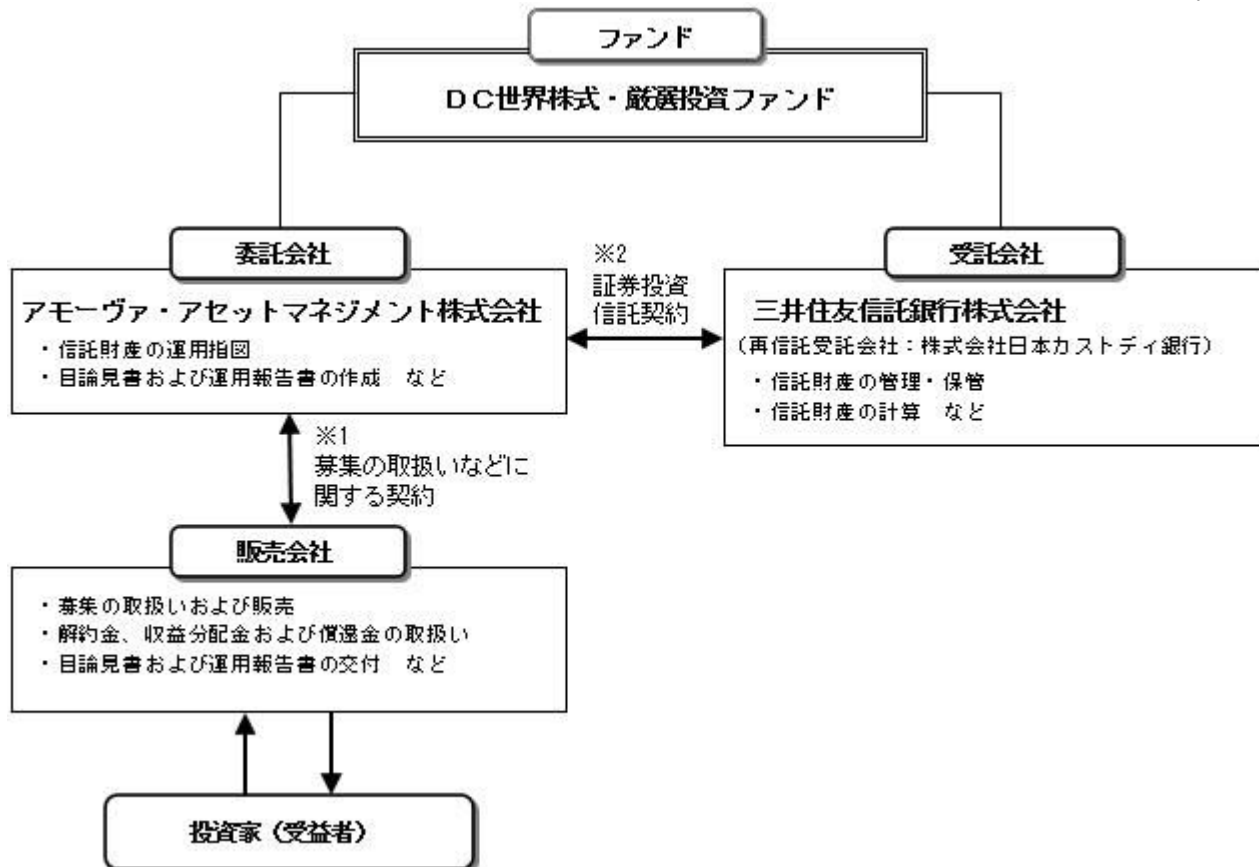 ファンド
DC世界株式・厳選投資ファンド
委託会社
アモーヴァ・アセットマネジメント株式会社
・信託財産の運用指図
・目論見書および運用報告書の作成　など
※2
証券投資
信託契約
受託会社
三井住友信託銀行株式会社
（再信託受託会社：株式会社日本カストディ銀行）
・信託財産の管理・保管
・信託財産の計算　など
※1
募集の取扱いなどに
関する契約
販売会社
・募集の取扱いおよび販売
・解約金、収益分配金および償還金の取扱い
・目論見書および運用報告書の交付　など
投資家（受益者）